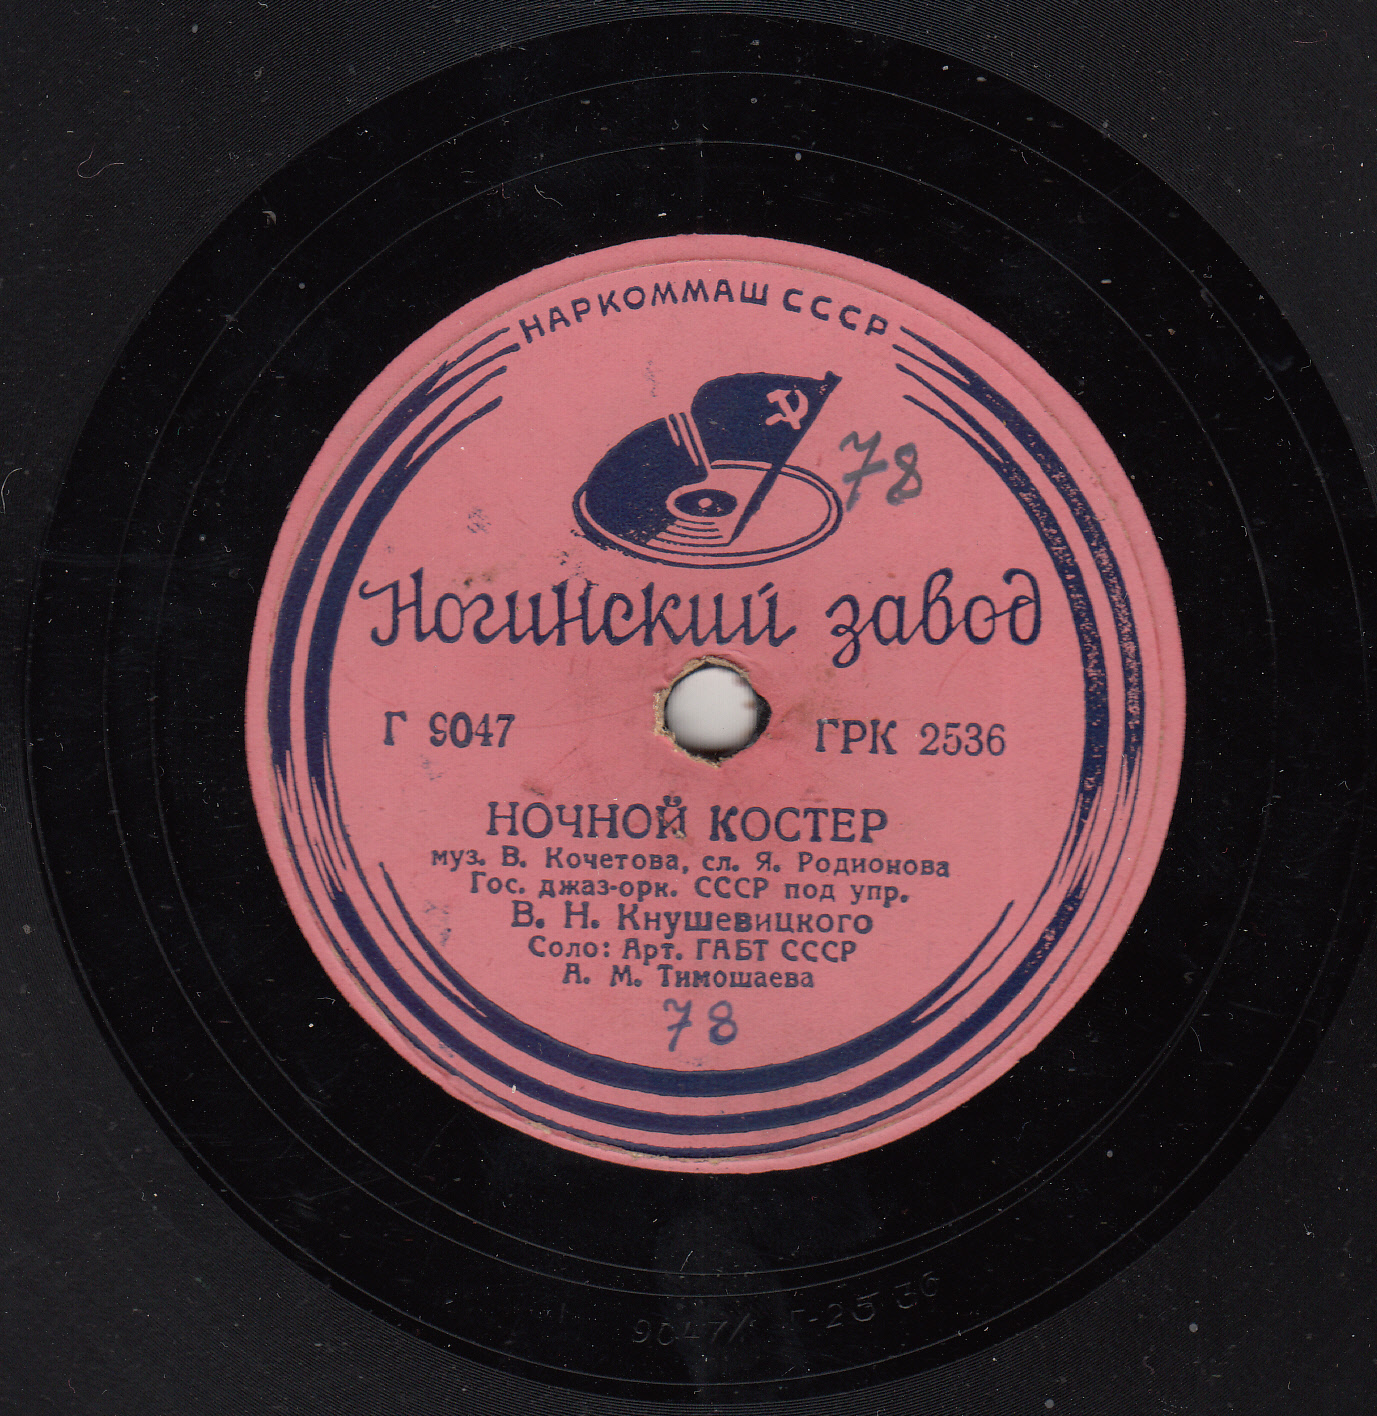 НАРКОММАШ СССР
78
Ногинский завод
Г 9047
ГРК 2536
НОЧНОЙ КОСТЕР
муз. В. Кочетова, сл. Я. Родионова
Гос. джаз-орк. СССР под упр.
В. Н. Кнушевицкого
Соло: Арт. ГАБТ СССР
А. М. Тимошаева
78
9047/ Г-2536